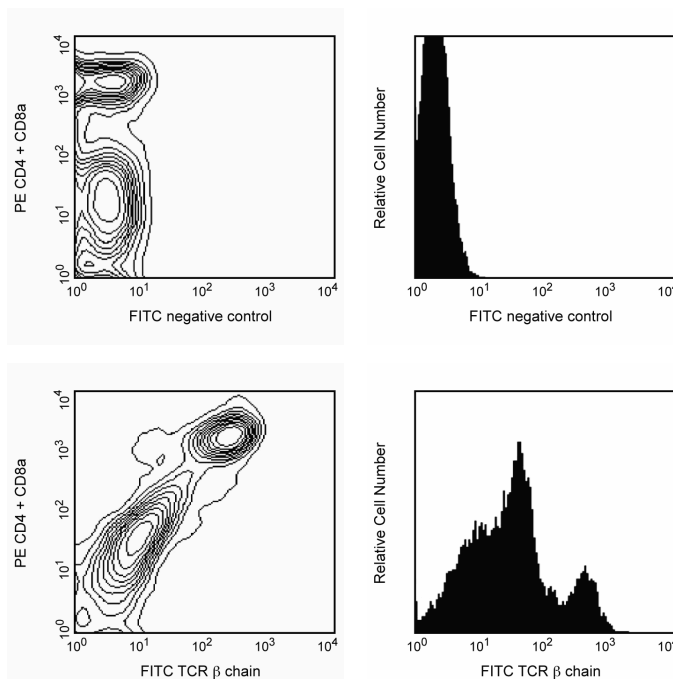 10⁴
10³
10²
10¹
10⁰
PE CD4 + CD8a
10⁰ 10¹ 10² 10³ 10⁴
FITC negative control
Relative Cell Number
10⁰ 10¹ 10² 10³ 10⁴
FITC negative control
10⁴
10³
10²
10¹
10⁰
PE CD4 + CD8a
10⁰ 10¹ 10² 10³ 10⁴
FITC TCR β chain
Relative Cell Number
10⁰ 10¹ 10² 10³ 10⁴
FITC TCR β chain